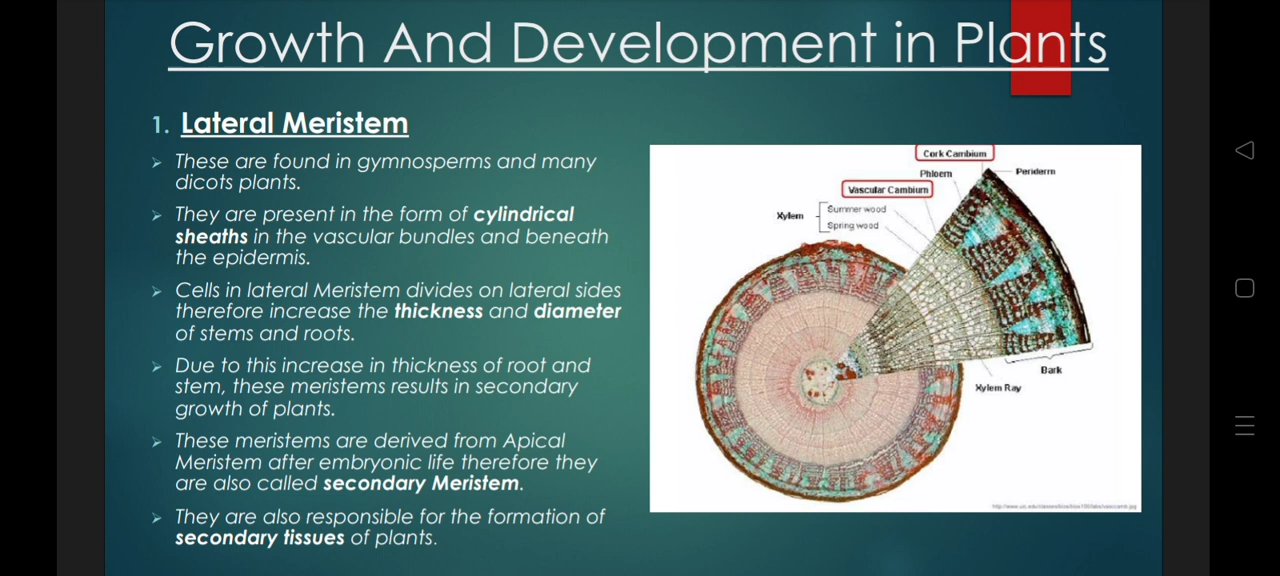 Growth And Development in Plants
1. Lateral Meristem
➢ These are found in gymnosperms and many
dicots plants.
➢ They are present in the form of cylindrical
sheaths in the vascular bundles and beneath
the epidermis.
➢ Cells in lateral Meristem divides on lateral sides
therefore increase the thickness and diameter
of stems and roots.
➢ Due to this increase in thickness of root and
stem, these meristems results in secondary
growth of plants.
➢ These meristems are derived from Apical
Meristem after embryonic life therefore they
are also called secondary Meristem.
➢ They are also responsible for the formation of
secondary tissues of plants.
Cork Cambium
Phloem
Periderm
Vascular Cambium
Xylem
Summer wood
Spring wood
Bark
Xylem Ray